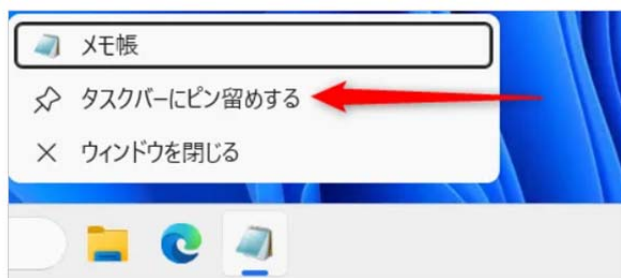 メモ帳
タスクバーにピン留めする
ウィンドウを閉じる